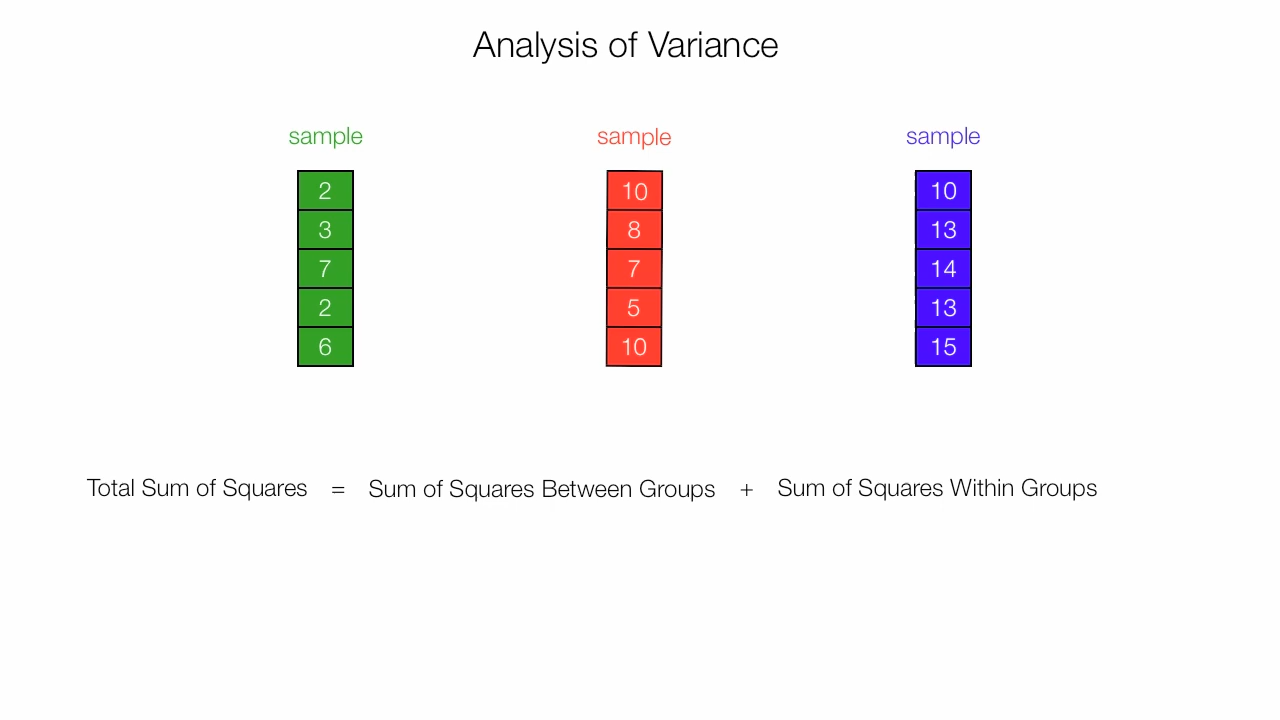 Analysis of Variance
sample sample sample
2 10 10
3 8 13
7 7 14
2 5 13
6 10 15
Total Sum of Squares = Sum of Squares Between Groups + Sum of Squares Within Groups